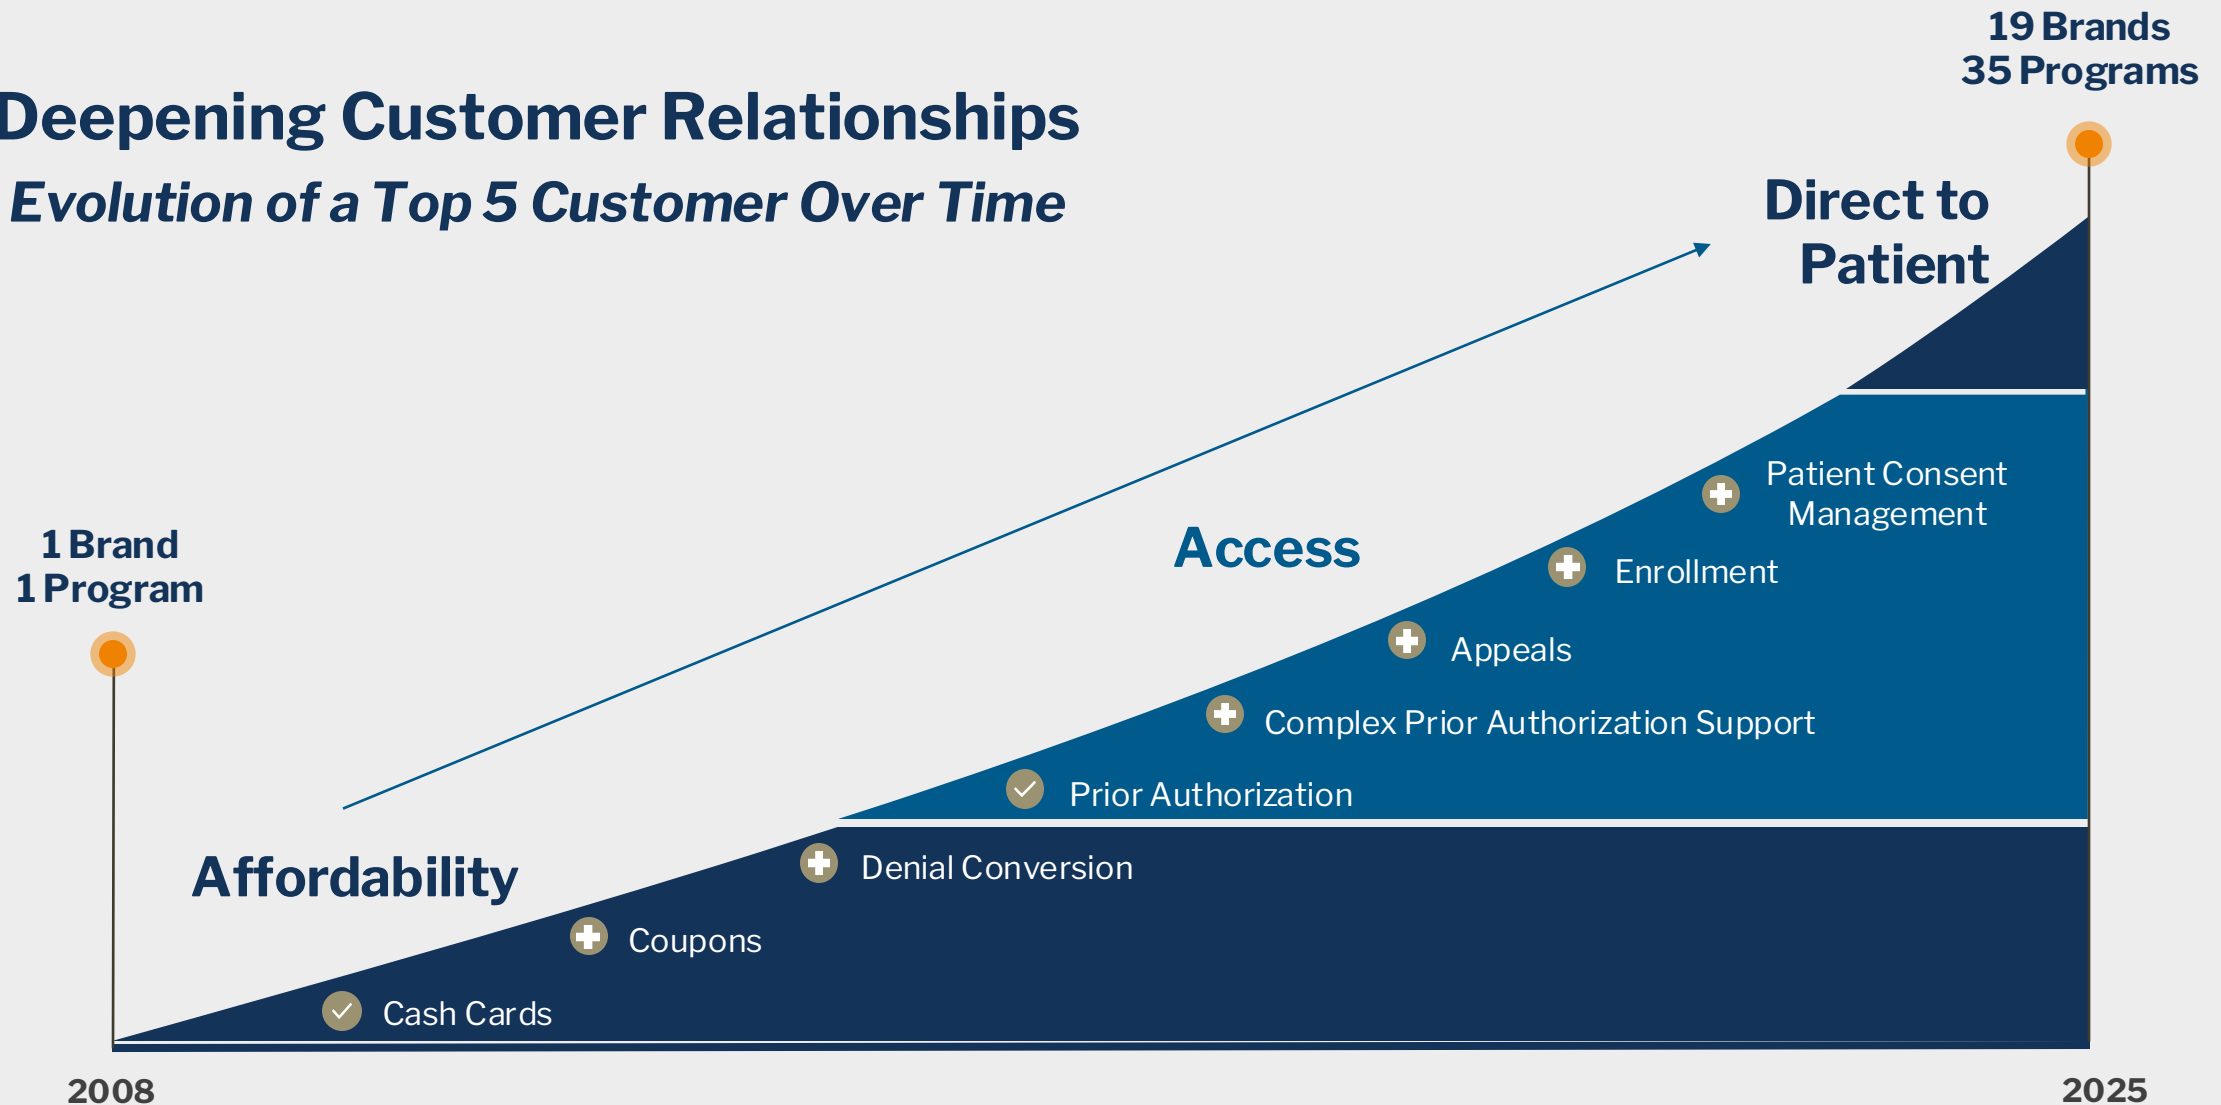 19 Brands
35 Programs
Deepening Customer Relationships
Evolution of a Top 5 Customer Over Time
Direct to
Patient
Patient Consent
Management
1 Brand
1 Program
Access
Enrollment
Appeals
Complex Prior Authorization Support
Prior Authorization
Affordability
Denial Conversion
Coupons
Cash Cards
2008
2025